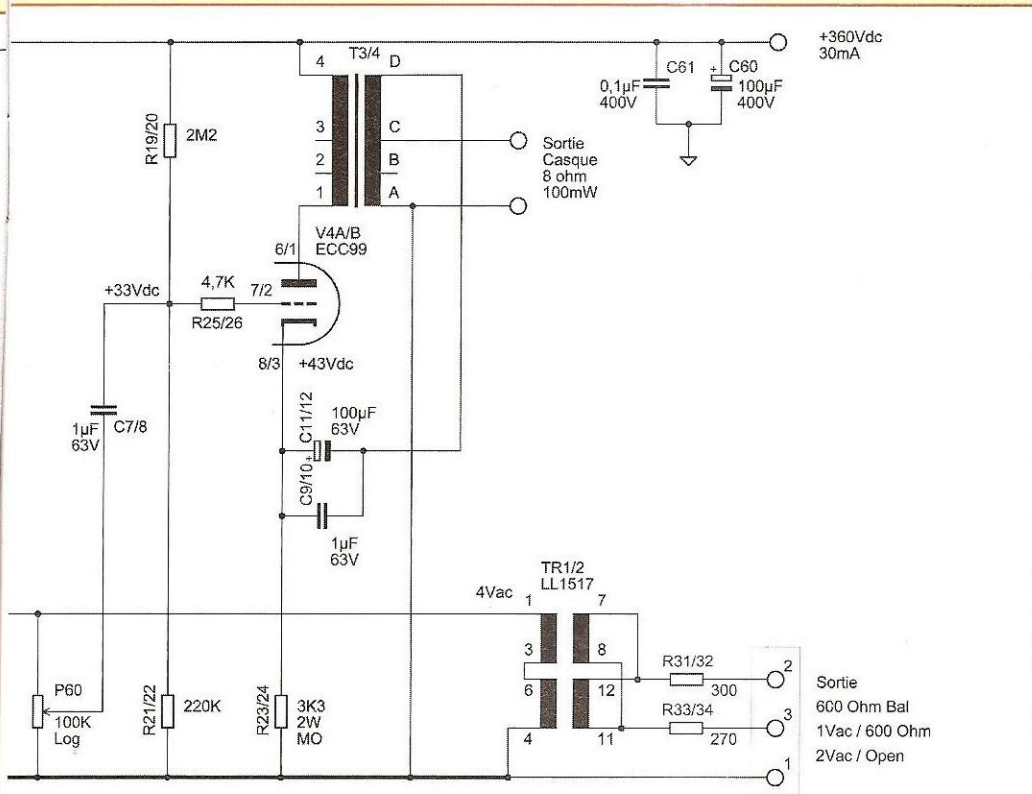 +360Vdc
30mA
T3/4
4
D
C61
0,1µF
400V
+
C60
100µF
400V
R19/20
2M2
3
C
2
B
1
A
Sortie
Casque
8 ohm
100mW
V4A/B
ECC99
6/1
+33Vdc
4,7K
7/2
R25/26
8/3
+43Vdc
1µF
63V
C7/8
C11/12
100µF
63V
+
C9/10
1µF
63V
TR1/2
LL1517
4Vac
1
7
3
8
6
12
4
11
R31/32
300
R33/34
270
2
3
1
Sortie
600 Ohm Bal
1Vac / 600 Ohm
2Vac / Open
P60
100K
Log
R21/22
220K
R23/24
3K3
2W
MO